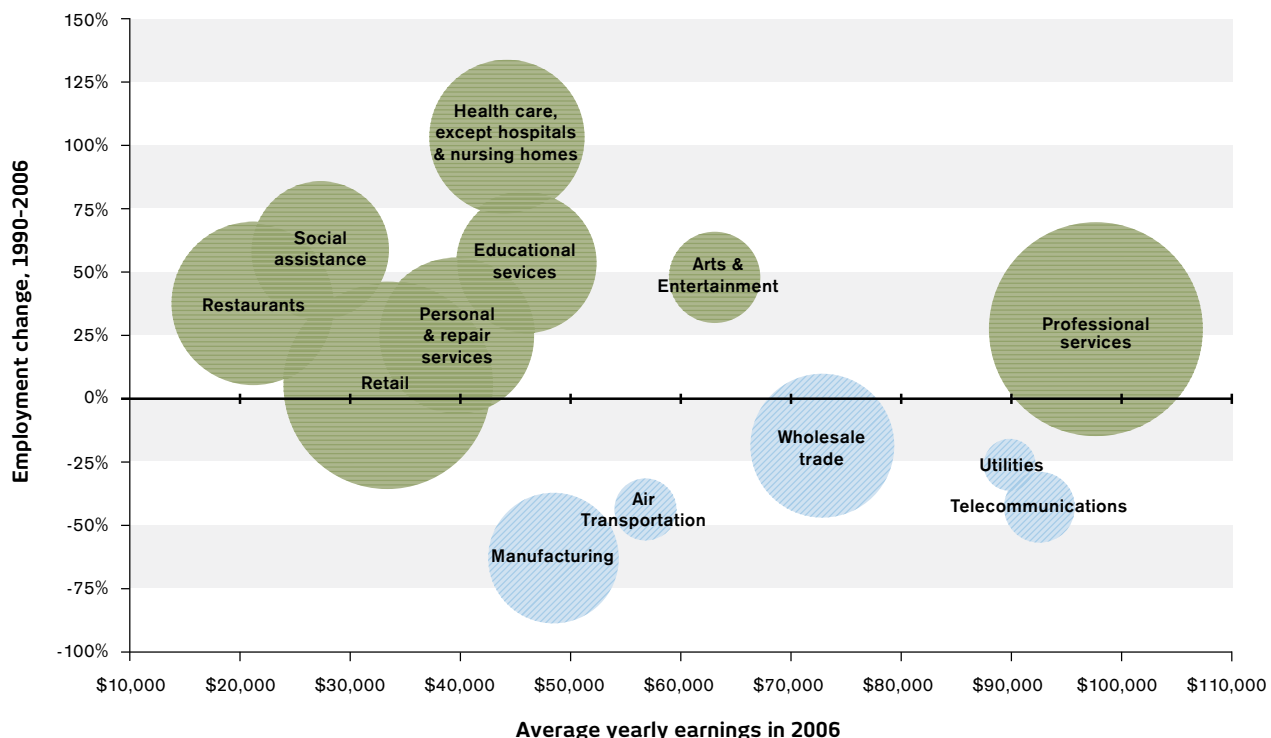 Employment change, 1990-2006
150%
125%
100%
75%
50%
25%
0%
-25%
-50%
-75%
-100%
Health care,
except hospitals
& nursing homes
Social
assistance
Educational
sevices
Arts &
Entertainment
Restaurants
Personal
& repair
services
Professional
services
Retail
Wholesale
trade
Utilities
Air
Transportation
Telecommunications
Manufacturing
$10,000 $20,000 $30,000 $40,000 $50,000 $60,000 $70,000 $80,000 $90,000 $100,000 $110,000
Average yearly earnings in 2006